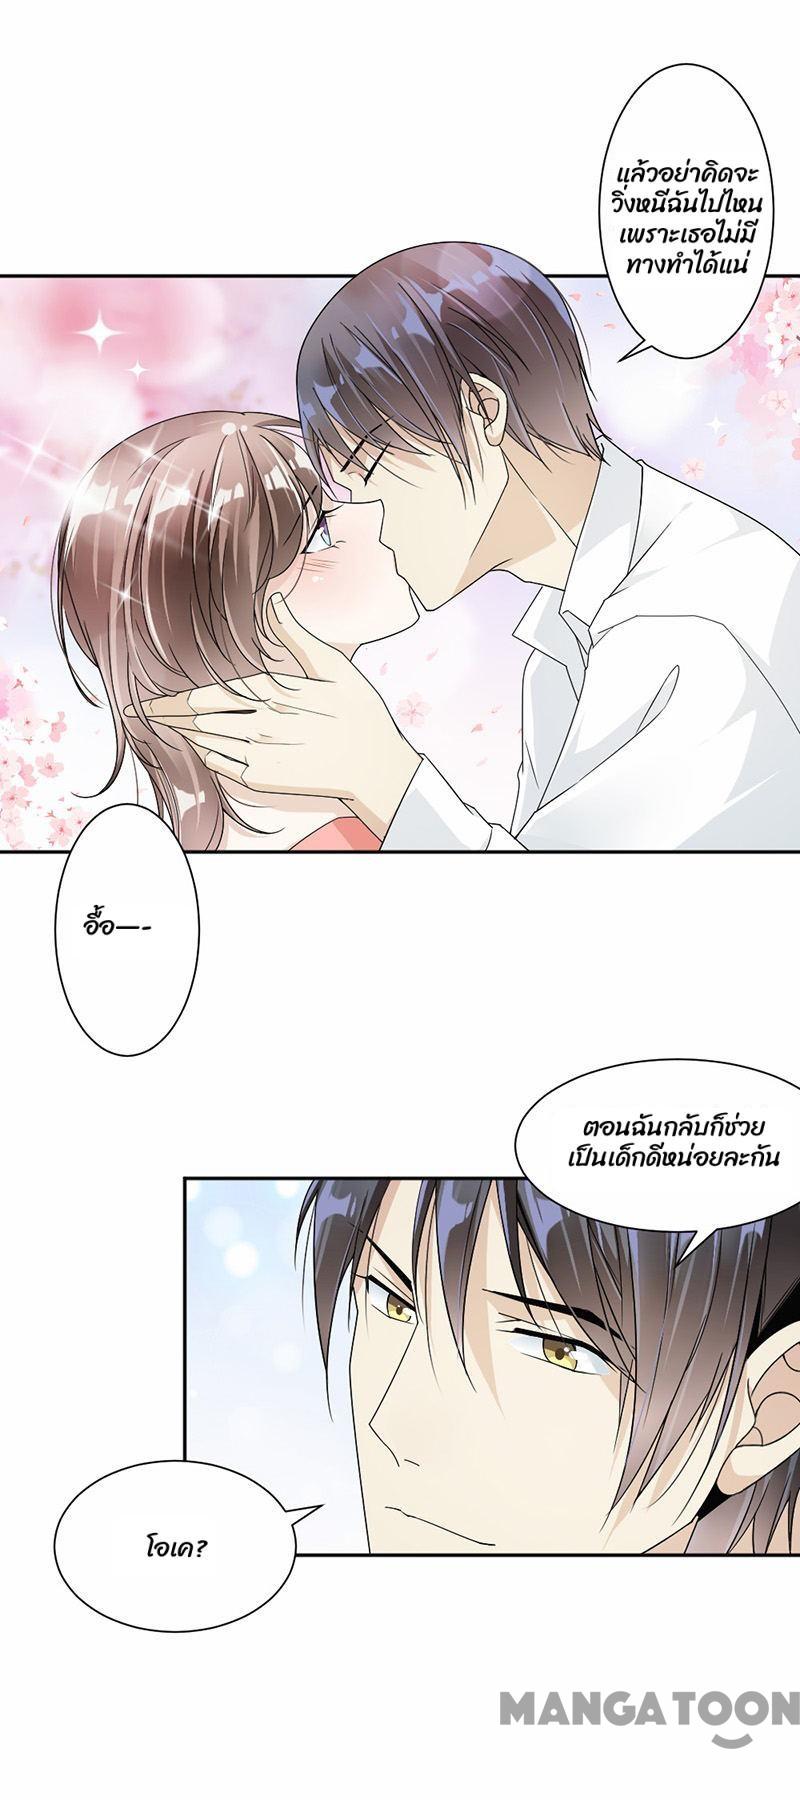 แล้วอย่าคิดจะ
วิ่งหนีฉันไปไหน
เพราะเธอไม่มี
ทางทำได้แน่
อื้อ—-
ตอนฉันกลับก็ช่วย
เป็นเด็กดีหน่อยละกัน
โอเค?
MANGATOON